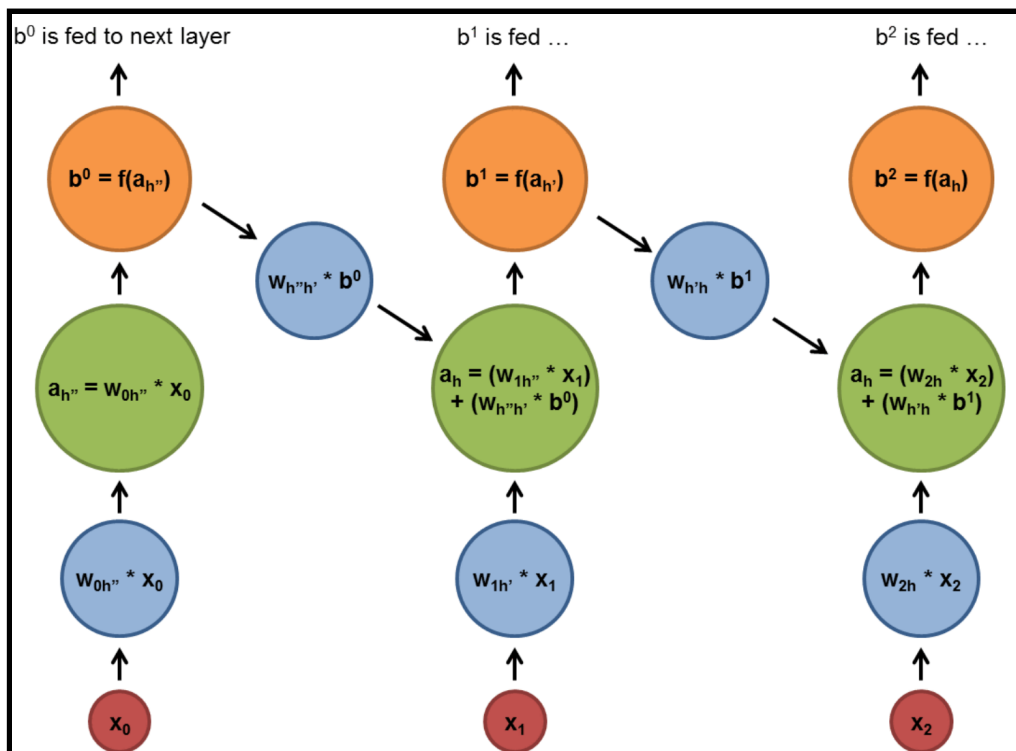 b⁰ is fed to next layer
b¹ is fed …
b² is fed …
b⁰ = f(aₕ”)
b¹ = f(aₕ’)
b² = f(aₕ)
wₕ”ₕ’ * b⁰
wₕ’ₕ * b¹
aₕ” = w₀ₕ” * x₀
aₕ = (w₁ₕ” * x₁)
+ (wₕ”ₕ’ * b⁰)
aₕ = (w₂ₕ * x₂)
+ (wₕ’ₕ * b¹)
w₀ₕ” * x₀
w₁ₕ’ * x₁
w₂ₕ * x₂
x₀
x₁
x₂